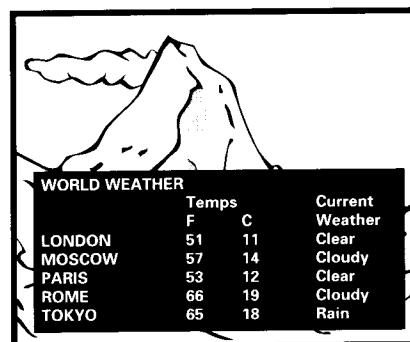 WORLD WEATHER
Temps Current
F C Weather
LONDON 51 11 Clear
MOSCOW 57 14 Cloudy
PARIS 53 12 Clear
ROME 66 19 Cloudy
TOKYO 65 18 Rain